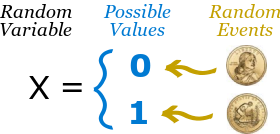 Random Possible Random
Variable Values Events
X = { 0
1